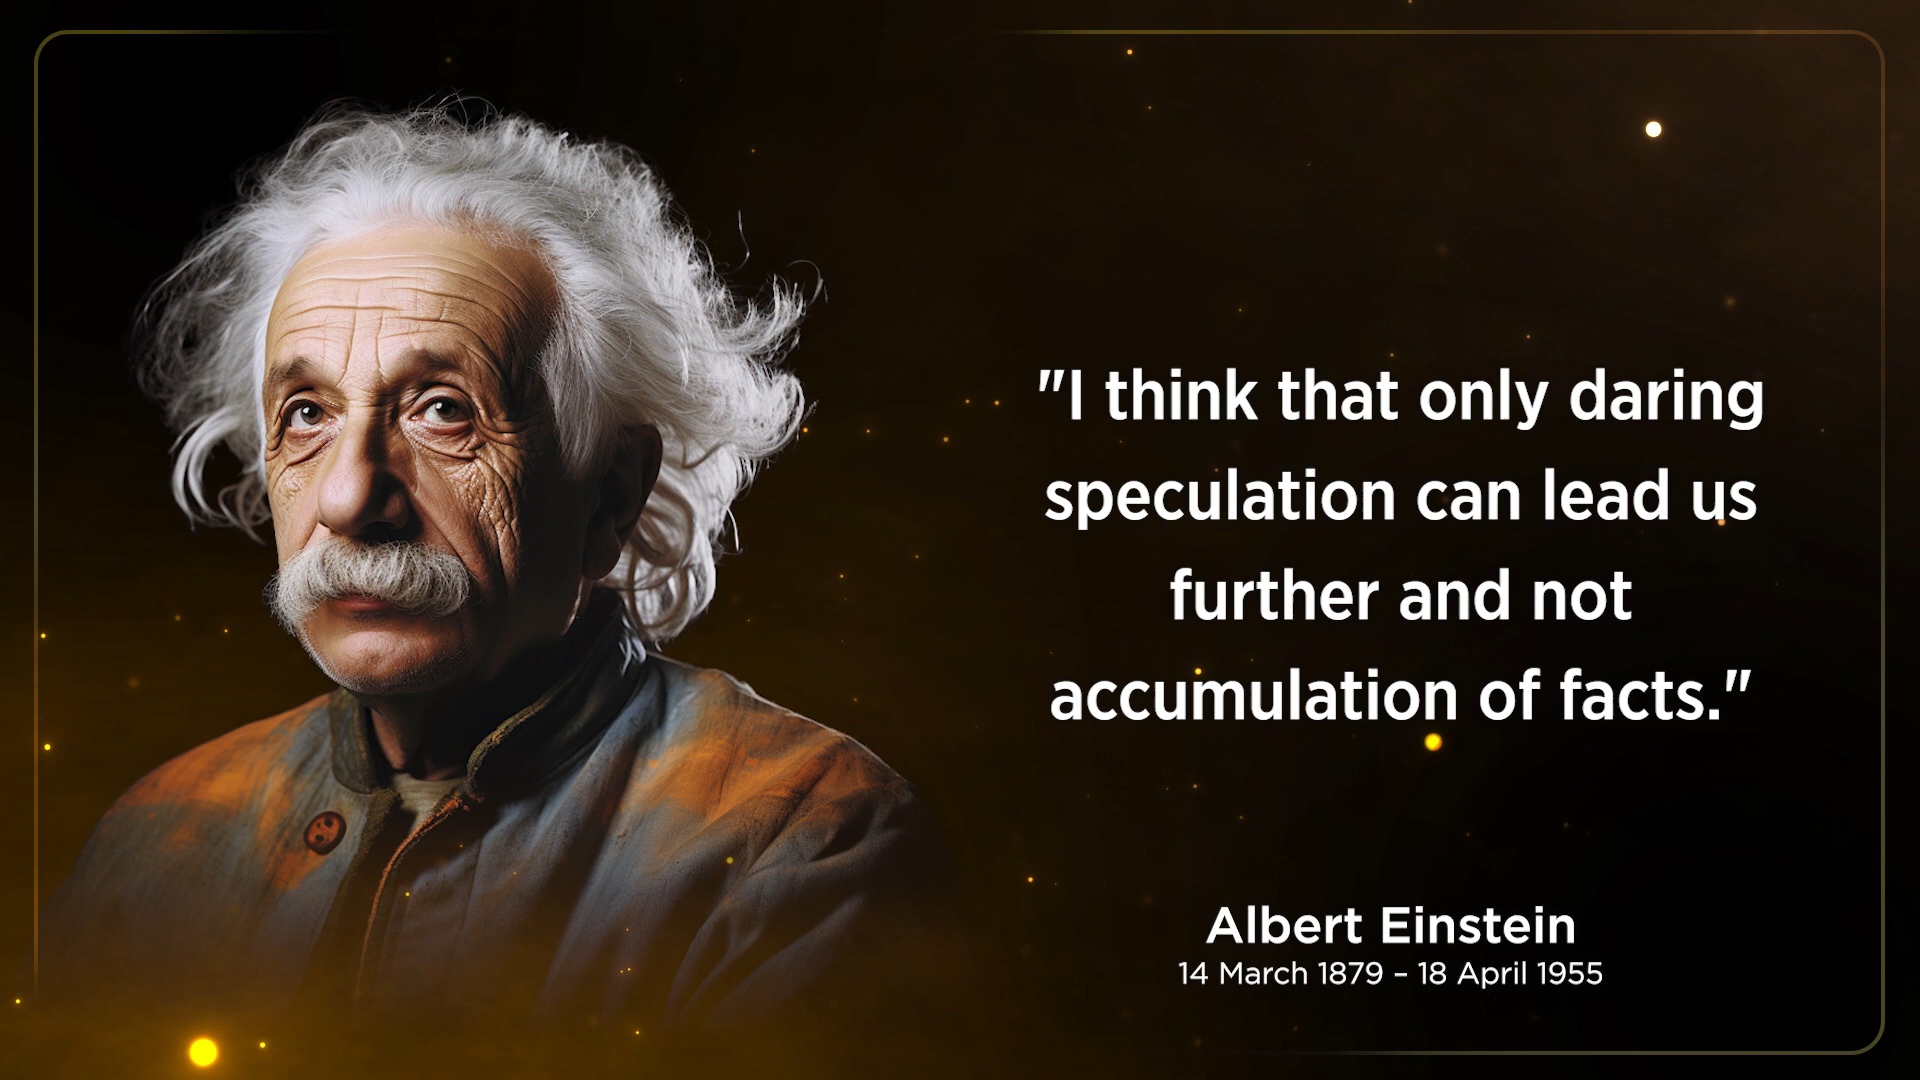 "I think that only daring
speculation can lead us
further and not
accumulation of facts."
Albert Einstein
14 March 1879 – 18 April 1955